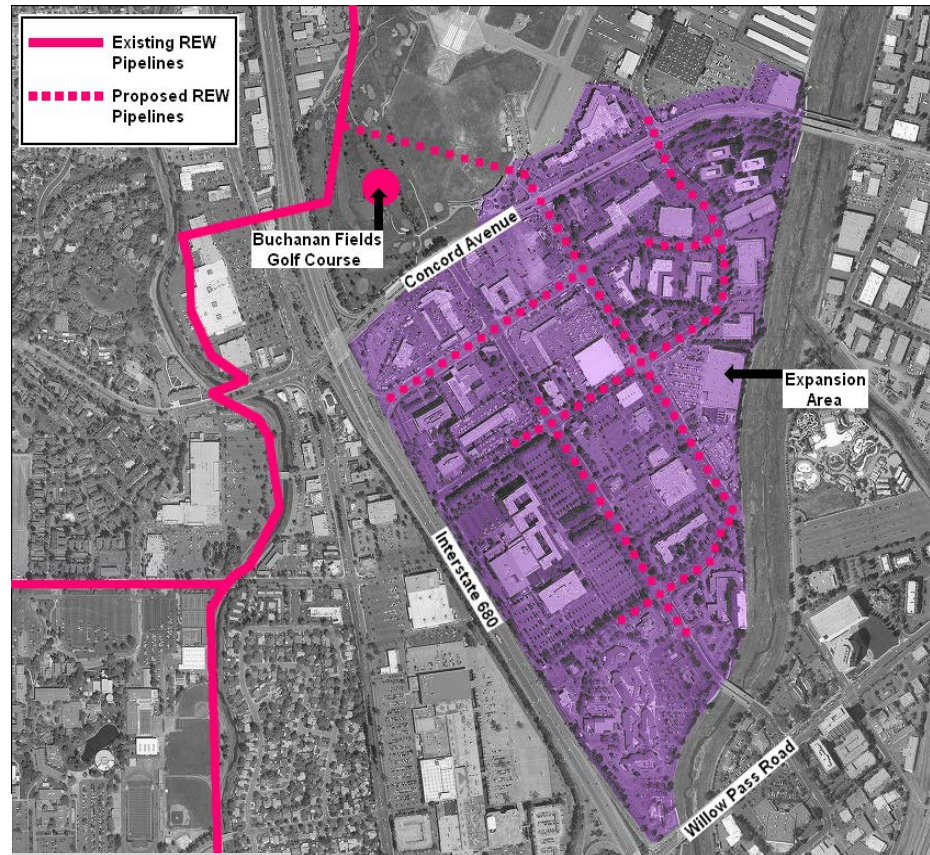 Existing REW
Pipelines
Proposed REW
Pipelines
Buchanan Fields
Golf Course
Concord Avenue
Expansion
Area
Interstate 680
Willow Pass Road